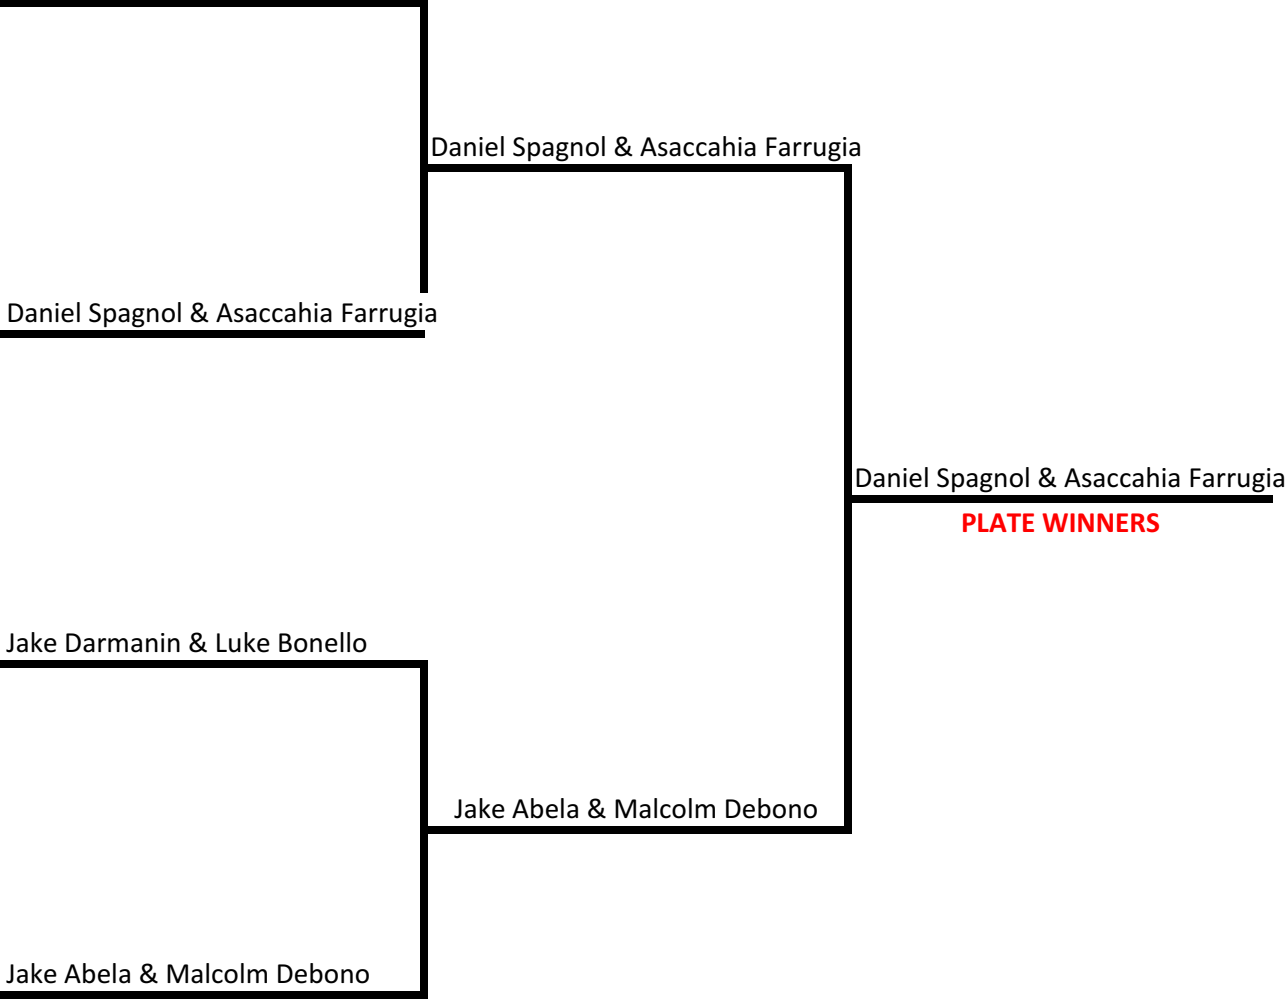 Daniel Spagnol & Asaccahia Farrugia
Daniel Spagnol & Asaccahia Farrugia
Daniel Spagnol & Asaccahia Farrugia
PLATE WINNERS
Jake Darmanin & Luke Bonello
Jake Abela & Malcolm Debono
Jake Abela & Malcolm Debono